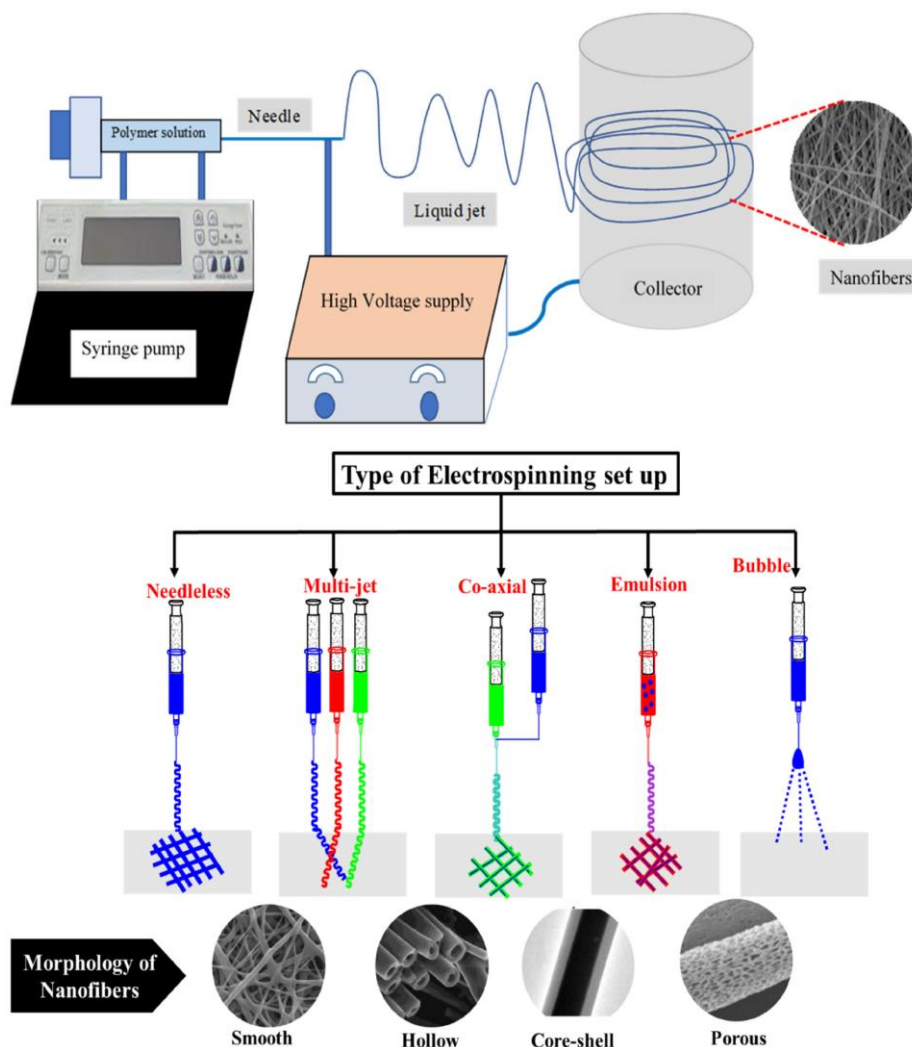 Needle
Polymer solution
Liquid jet
High Voltage supply
Collector
Nanofibers
Syringe pump
Type of Electrospinning set up
Needleless
Multi-jet
Co-axial
Emulsion
Bubble
Morphology of
Nanofibers
Smooth
Hollow
Core-shell
Porous